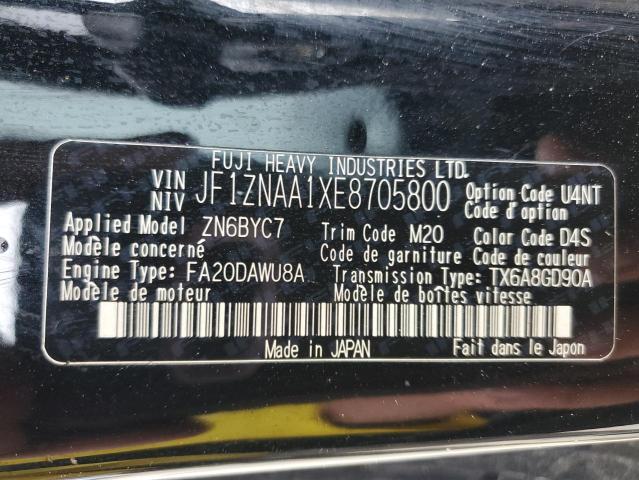 FUJI HEAVY INDUSTRIES LTD.
VIN NIV JF1ZNAA1XE8705800 Option Code U4NT
Code d'option
Applied Model ZN6BYC7 Trim Code M20 Color Code D4S
Modèle concerné Code de garniture Code de couleur
Engine Type: FA20DAWU8A Transmission Type: TX6A8GD90A
Modèle de moteur Modèle de boîtes vitesse
Made in JAPAN Fait dans le Japon